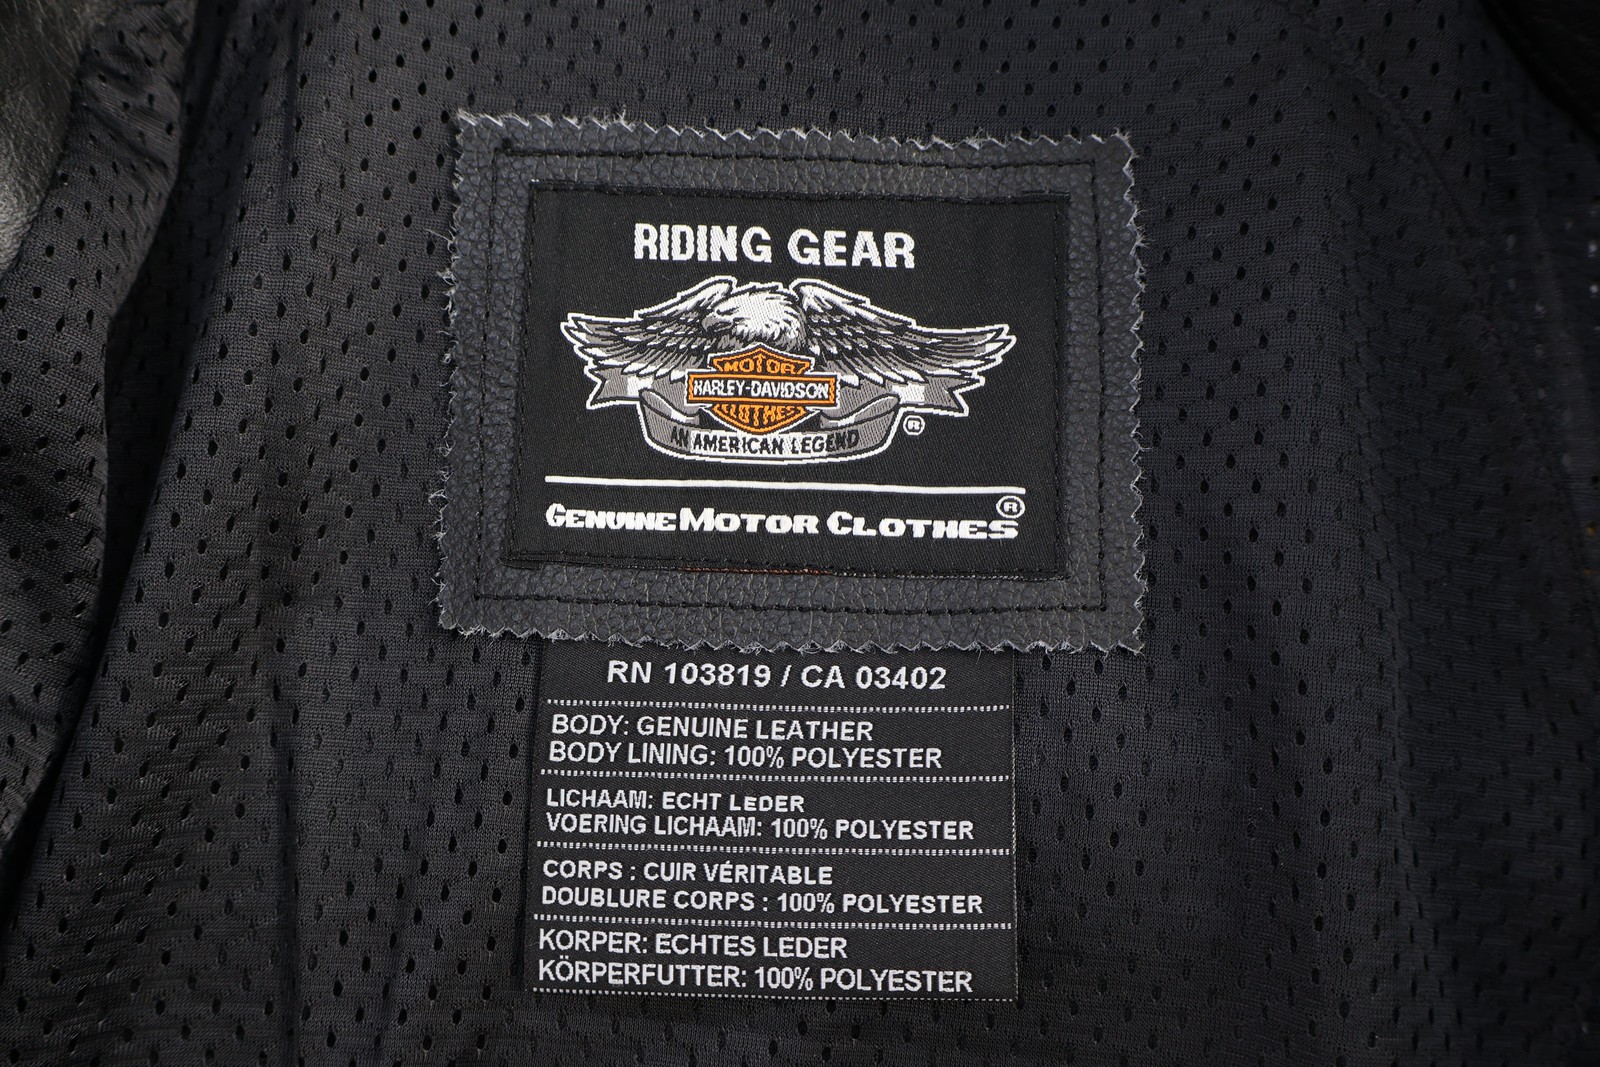 RIDING GEAR
MOTOR
HARLEY-DAVIDSON
CLOTHES
AN AMERICAN LEGEND
®
GENUINE MOTOR CLOTHES®
RN 103819 / CA 03402
BODY: GENUINE LEATHER
BODY LINING: 100% POLYESTER
LICHAAM: ECHT LEDER
VOERING LICHAAM: 100% POLYESTER
CORPS : CUIR VÉRITABLE
DOUBLURE CORPS : 100% POLYESTER
KORPER: ECHTES LEDER
KÖRPERFUTTER: 100% POLYESTER